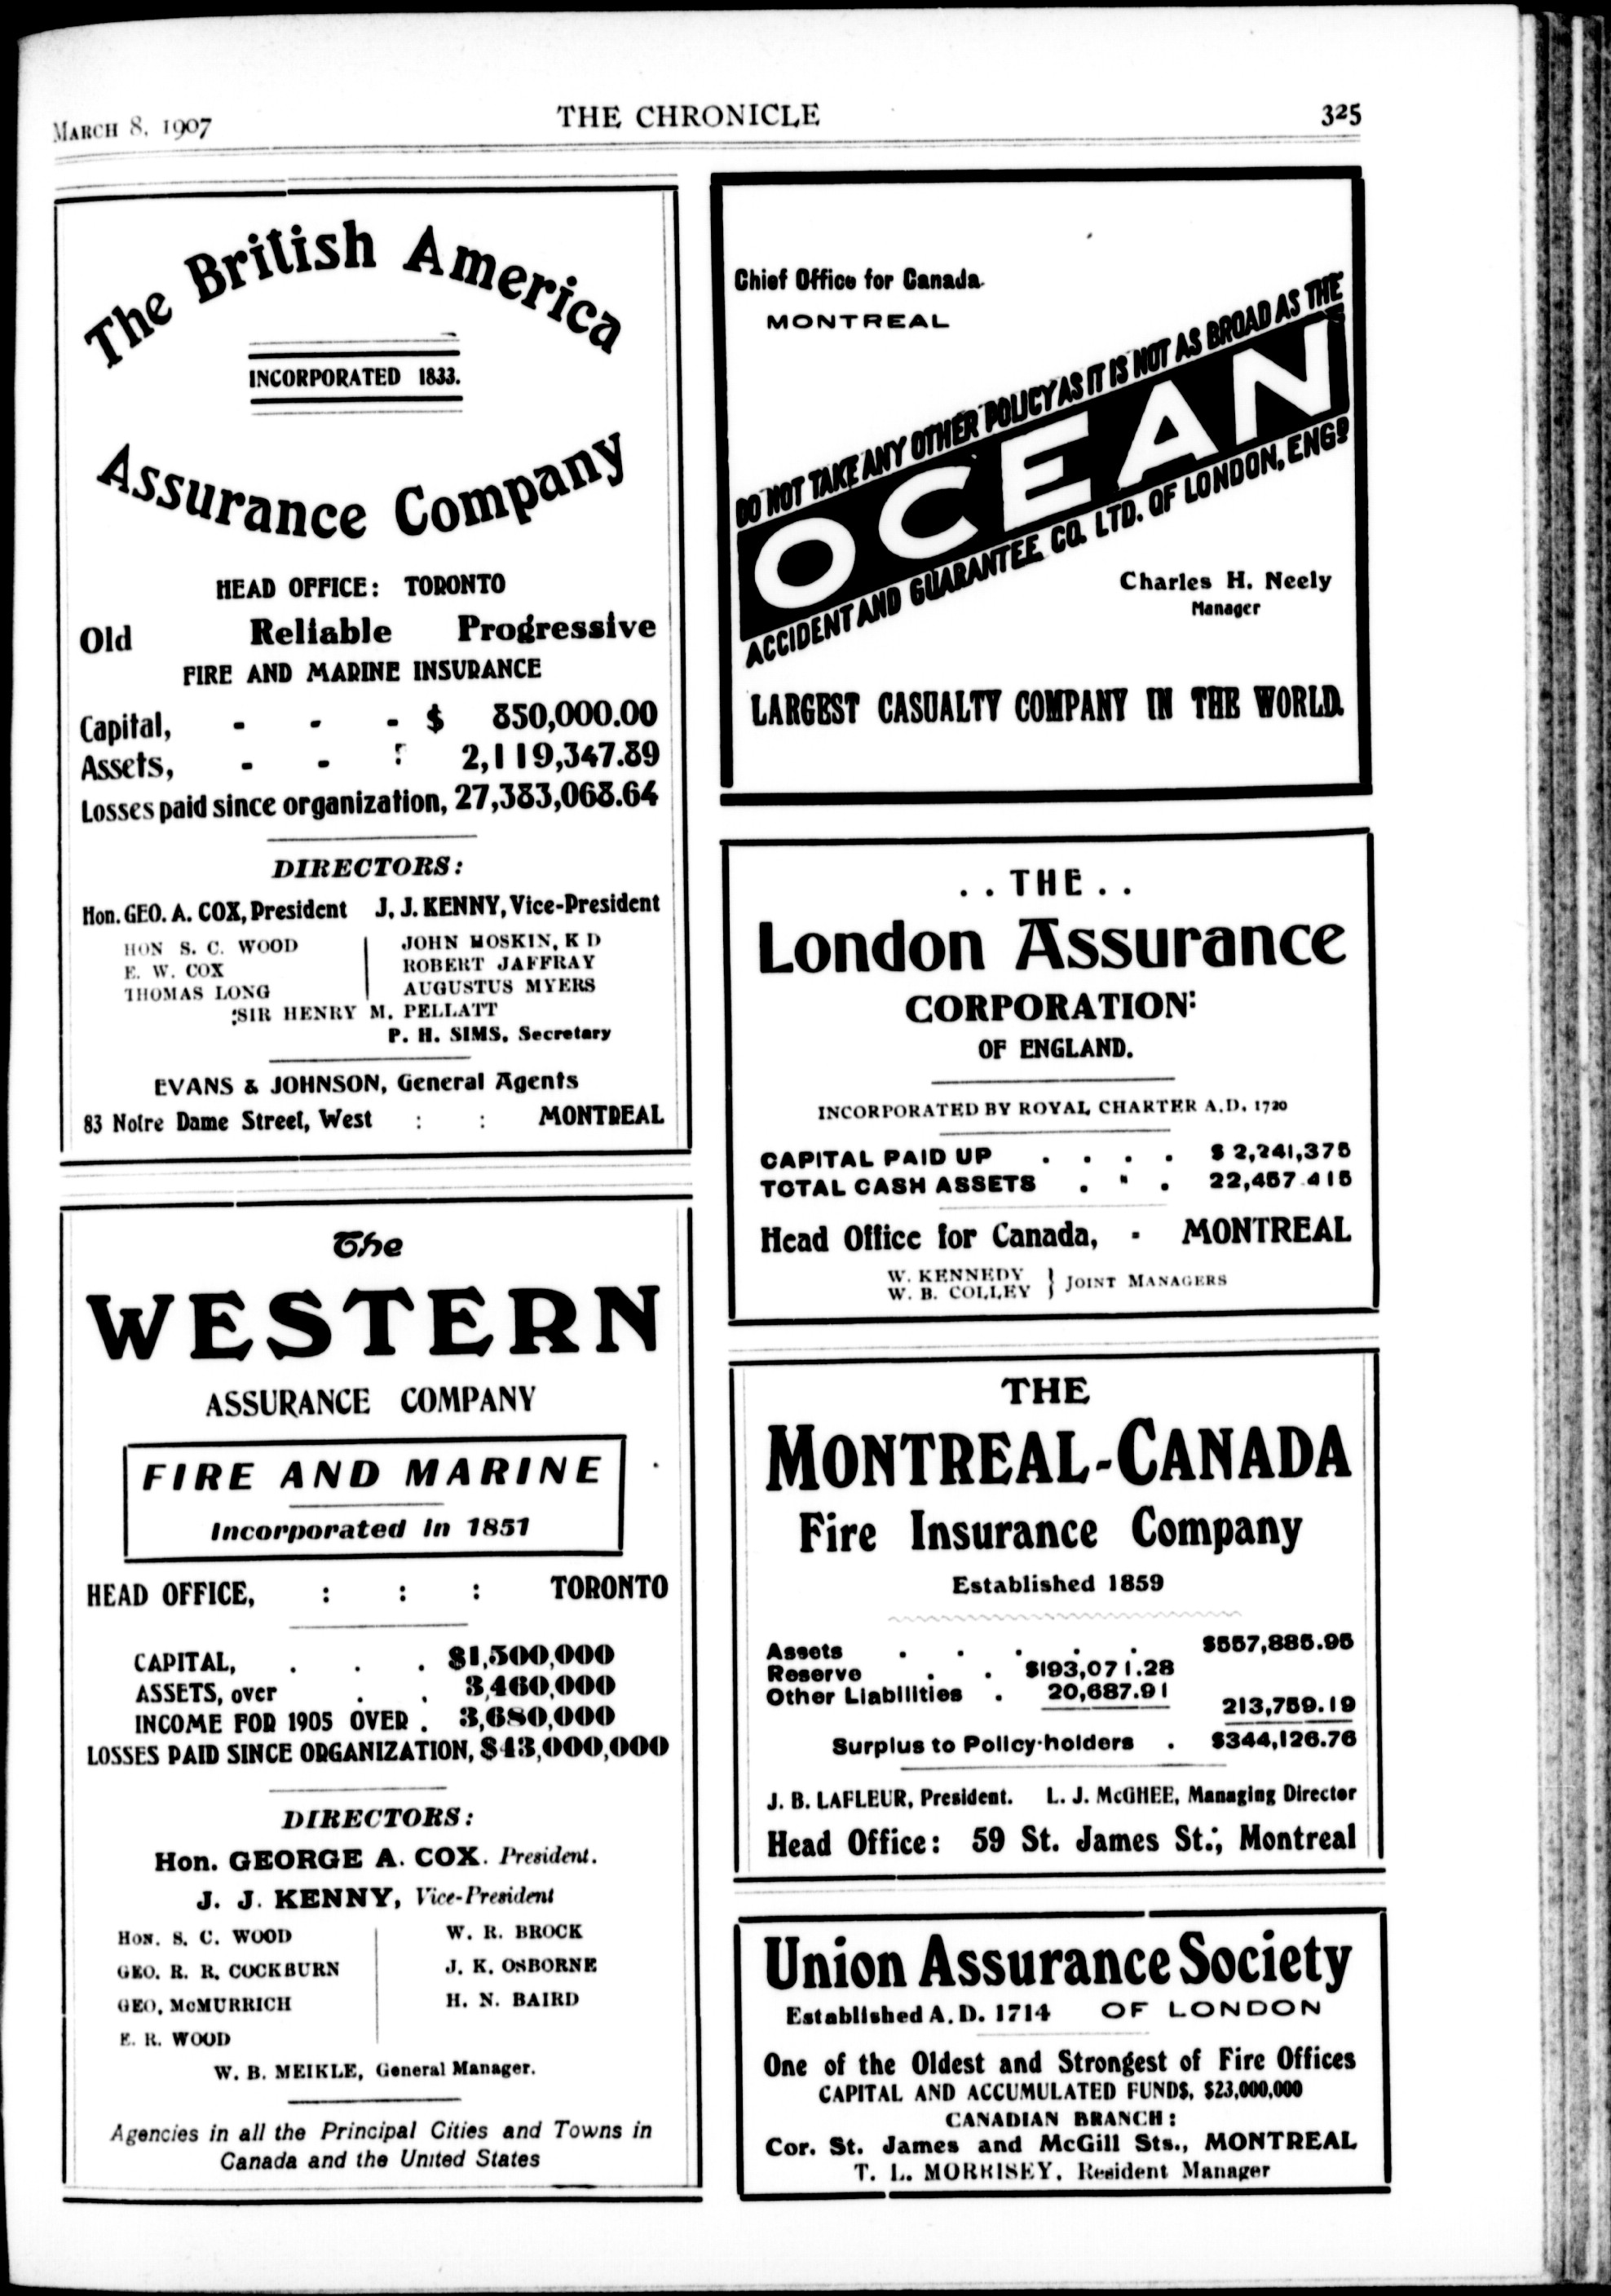 MARCH 8, 1907
THE CHRONICLE
325
The British America
INCORPORATED 1833.
Assurance Company
HEAD OFFICE: TORONTO
Old Reliable Progressive
FIRE AND MARINE INSURANCE
Capital, - - - $ 850,000.00
Assets, - - : 2,119,347.89
Losses paid since organization, 27,383,068.64
DIRECTORS:
Hon. GEO. A. COX, President J. J. KENNY, Vice-President
HON S. C. WOOD
E. W. COX
THOMAS LONG
JOHN HOSKIN, K D
ROBERT JAFFRAY
AUGUSTUS MYERS
SIR HENRY M. PELLATT
P. H. SIMS, Secretary
EVANS & JOHNSON, General Agents
83 Notre Dame Street, West : : MONTREAL
The
WESTERN
ASSURANCE COMPANY
FIRE AND MARINE
Incorporated in 1851
HEAD OFFICE, : : : TORONTO
CAPITAL, . . . $1,500,000
ASSETS, over . . 3,460,000
INCOME FOR 1905 OVER . 3,680,000
LOSSES PAID SINCE ORGANIZATION, $43,000,000
DIRECTORS:
Hon. GEORGE A. COX. President.
J. J. KENNY, Vice-President
HON. S. C. WOOD
GEO. R. R. COCKBURN
GEO, McMURRICH
E. R. WOOD
W. R. BROCK
J. K. OSBORNE
H. N. BAIRD
W. B. MEIKLE, General Manager.
Agencies in all the Principal Cities and Towns in
Canada and the United States
Chief Office for Canada
MONTREAL
DO NOT TAKE ANY OTHER POLICY AS IT IS NOT AS BROAD AS THE
OCEAN
ACCIDENT AND GUARANTEE CO. LTD. OF LONDON, ENGD
Charles H. Neely
Manager
LARGEST CASUALTY COMPANY IN THE WORLD.
. . THE . .
London Assurance
CORPORATION
OF ENGLAND.
INCORPORATED BY ROYAL CHARTER A.D. 1720
CAPITAL PAID UP . . . . $ 2,241,375
TOTAL CASH ASSETS . " . 22,457 415
Head Office for Canada, - MONTREAL
W. KENNEDY
W. B. COLLEY } JOINT MANAGERS
THE
MONTREAL-CANADA
Fire Insurance Company
Established 1859
Assets . . . . . $557,885.95
Reserve . . $193,071.28
Other Liabilities . 20,687.91
213,759.19
Surplus to Policy-holders . $344,126.76
J. B. LAFLEUR, President. L. J. McGHEE, Managing Director
Head Office: 59 St. James St., Montreal
Union Assurance Society
Established A. D. 1714 OF LONDON
One of the Oldest and Strongest of Fire Offices
CAPITAL AND ACCUMULATED FUNDS, $23,000,000
CANADIAN BRANCH:
Cor. St. James and McGill Sts., MONTREAL
T. L. MORRISEY, Resident Manager